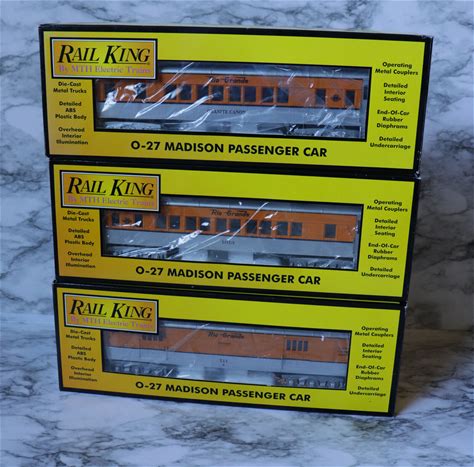 RAIL KING
By MTH Electric Trains
Die-Cast
Metal Trucks
Detailed
ABS
Plastic Body
Overhead
Interior
Illumination
Rio Grande
Operating
Metal Couplers
Detailed
Interior
Seating
End-Of-Car
Rubber
Diaphrams
Detailed
Undercarriage
O-27 MADISON PASSENGER CAR
RAIL KING
By MTH Electric Trains
Die-Cast
Metal Trucks
Detailed
ABS
Plastic Body
Overhead
Interior
Illumination
Rio Grande
Operating
Metal Couplers
Detailed
Interior
Seating
End-Of-Car
Rubber
Diaphrams
Detailed
Undercarriage
O-27 MADISON PASSENGER CAR
RAIL KING
By MTH Electric Trains
Die-Cast
Metal Trucks
Detailed
ABS
Plastic Body
Overhead
Interior
Illumination
Rio Grande
Operating
Metal Couplers
Detailed
Interior
Seating
End-Of-Car
Rubber
Diaphrams
Detailed
Undercarriage
O-27 MADISON PASSENGER CAR